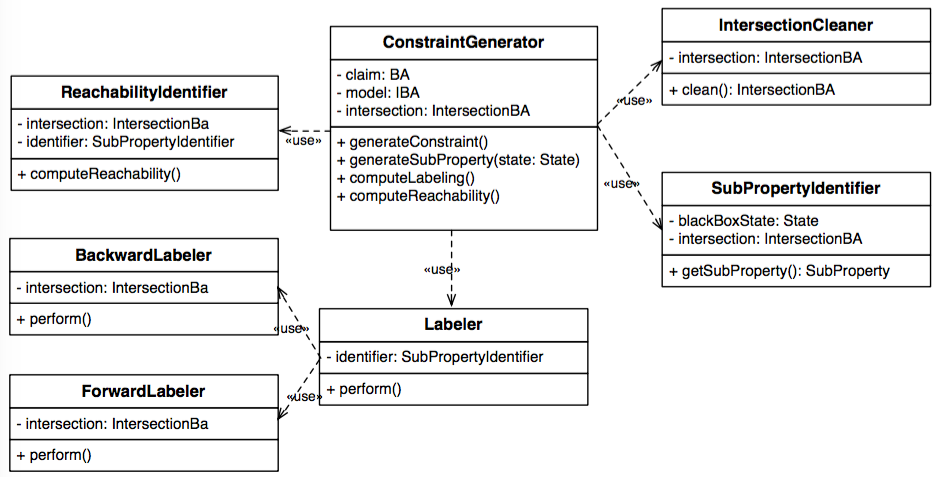 IntersectionCleaner
- intersection: IntersectionBA
+ clean(): IntersectionBA
ConstraintGenerator
- claim: BA
- model: IBA
- intersection: IntersectionBA
+ generateConstraint()
+ generateSubProperty(state: State)
+ computeLabeling()
+ computeReachability()
«use»
ReachabilityIdentifier
- intersection: IntersectionBa
- identifier: SubPropertyIdentifier
+ computeReachability()
«use»
«use»
SubPropertyIdentifier
- blackBoxState: State
- intersection: IntersectionBA
+ getSubProperty(): SubProperty
BackwardLabeler
- intersection: IntersectionBa
+ perform()
«use»
«use»
Labeler
- identifier: SubPropertyIdentifier
+ perform()
ForwardLabeler
- intersection: IntersectionBa
+ perform()
«use»